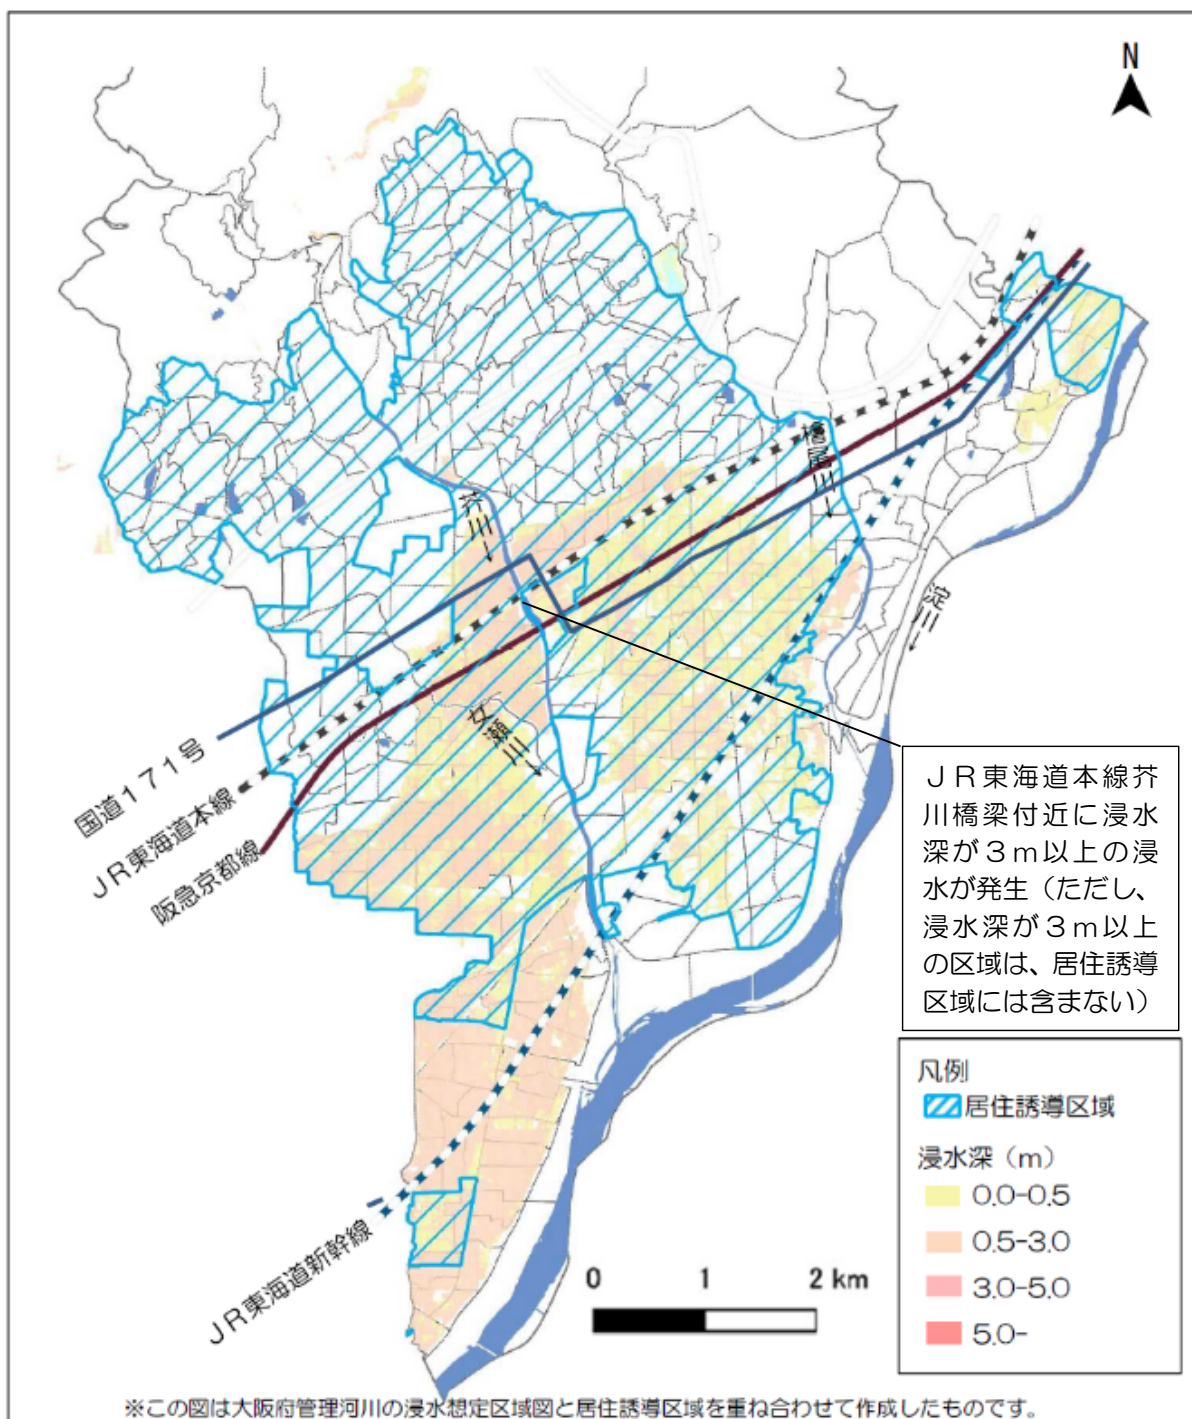 N
芥川→
檜尾川→
淀川→
女瀬川→
国道171号
JR東海道本線
阪急京都線
JR東海道新幹線
JR東海道本線芥
川橋梁付近に浸水
深が3m以上の浸
水が発生(ただし、
浸水深が3m以上
の区域は、居住誘導
区域には含まない)
凡例
居住誘導区域
浸水深(m)
0.0-0.5
0.5-3.0
3.0-5.0
5.0-
0 1 2 km
※この図は大阪府管理河川の浸水想定区域図と居住誘導区域を重ね合わせて作成したものです。